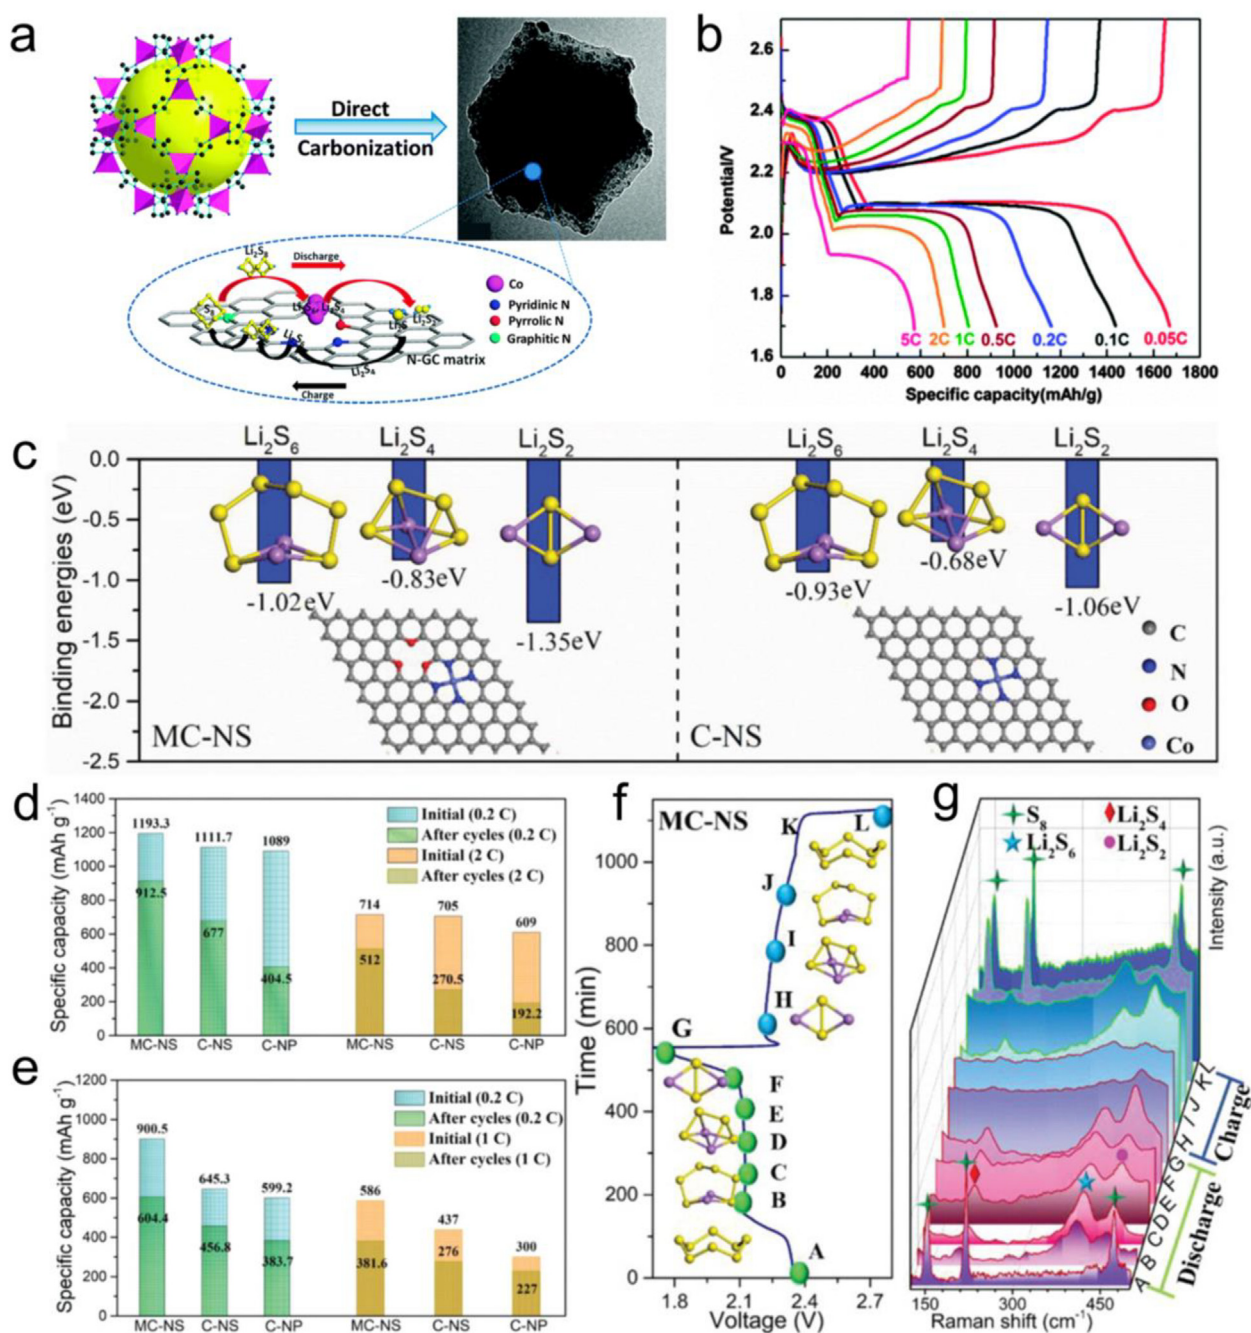 a
Direct
Carbonization
Li2S8
Discharge
S8
Li2S4
Li2S2
N-GC matrix
Li2S4
Charge
Co
Pyridinic N
Pyrrolic N
Graphitic N
b
Potential/V
2.6
2.4
2.2
2.0
1.8
1.6
5C 2C 1C 0.5C 0.2C 0.1C 0.05C
0 200 400 600 800 1000 1200 1400 1600 1800
Specific capacity(mAh/g)
c
Li2S6 Li2S4 Li2S2 Li2S6 Li2S4 Li2S2
Binding energies (eV)
0.0
-0.5
-1.0
-1.5
-2.0
-2.5
-1.02eV
-0.83eV
-1.35eV
-0.93eV
-0.68eV
-1.06eV
MC-NS
C-NS
C
N
O
Co
d
Specific capacity (mAh g-1)
1400
1200
1000
800
600
400
200
0
Initial (0.2 C)
After cycles (0.2 C)
Initial (2 C)
After cycles (2 C)
1193.3 1111.7 1089
912.5 677 404.5
714 705 609
512 270.5 192.2
MC-NS C-NS C-NP MC-NS C-NS C-NP
e
Specific capacity (mAh g-1)
1200
1000
800
600
400
200
0
Initial (0.2 C)
After cycles (0.2 C)
Initial (1 C)
After cycles (1 C)
900.5 645.3 599.2
604.4 456.8 383.7
586 437 300
381.6 276 227
MC-NS C-NS C-NP MC-NS C-NS C-NP
f
MC-NS
Time (min)
1000
800
600
400
200
0
K
L
J
I
H
G
F
E
D
C
B
A
1.8 2.1 2.4 2.7
Voltage (V)
g
S8
Li2S4
Li2S6
Li2S2
Intensity (a.u.)
A B C D E F G H I J K L
Charge
Discharge
150 300 450
Raman shift (cm-1)